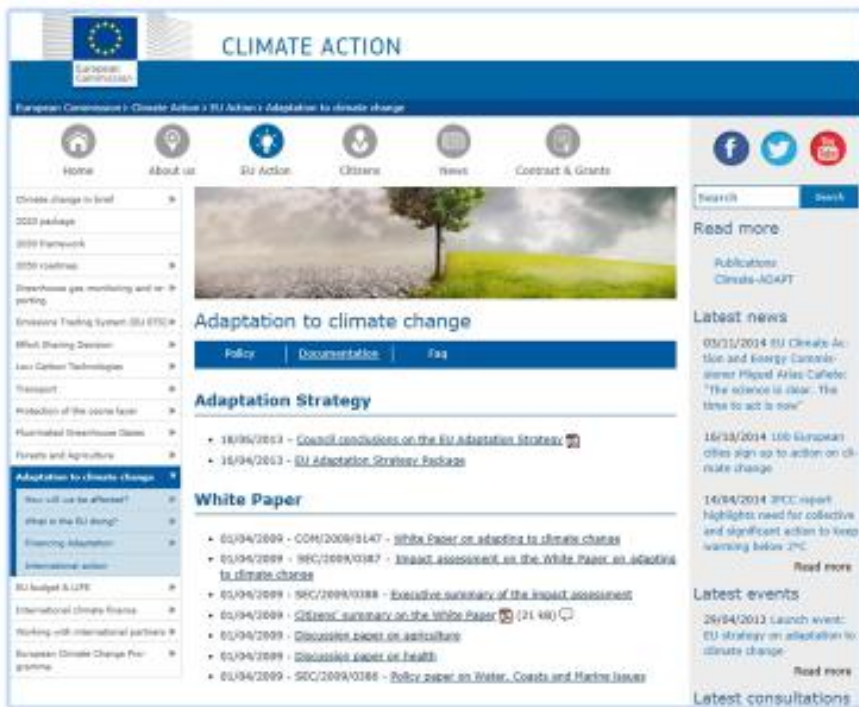 European
Commission
CLIMATE ACTION
European Commission > Climate Action > EU Action > Adaptation to climate change
Home
About us
EU Action
Citizens
News
Contract & Grants
Climate change in brief
2020 package
2030 framework
2050 roadmap
Greenhouse gas monitoring and re-
porting
Emissions Trading System (EU ETS)
Effort Sharing Decision
Low Carbon Technologies
Transport
Protection of the ozone layer
Fluorinated Greenhouse Gases
Forests and Agriculture
Adaptation to climate change
How will we be affected?
What is the EU doing?
Financing Adaptation
International action
EU budget & LIFE
International climate finance
Working with international partners
European Climate Change Pro-
gramme
Adaptation to climate change
Policy
Documentation
Faq
Adaptation Strategy
• 18/06/2013 - Council conclusions on the EU Adaptation Strategy
• 16/04/2013 - EU Adaptation Strategy Package
White Paper
• 01/04/2009 - COM/2009/0147 - White Paper on adapting to climate change
• 01/04/2009 - SEC/2009/0387 - Impact assessment on the White Paper on adapting
to climate change
• 01/04/2009 - SEC/2009/0388 - Executive summary of the impact assessment
• 01/04/2009 - Citizens' summary on the White Paper (21 kB)
• 01/04/2009 - Discussion paper on agriculture
• 01/04/2009 - Discussion paper on health
• 01/04/2009 - SEC/2009/0386 - Policy paper on Water, Coasts and Marine Issues
f
You
Tube
Search
Search
Read more
Publications
Climate-ADAPT
Latest news
03/11/2014 EU Climate Ac-
tion and Energy Commis-
sioner Miguel Arias Cañete:
"The science is clear. The
time to act is now"
16/10/2014 100 European
cities sign up to action on cli-
mate change
14/04/2014 IPCC report
highlights need for collective
and significant action to keep
warming below 2ºC
Read more
Latest events
29/04/2013 Launch event:
EU strategy on adaptation to
climate change
Read more
Latest consultations